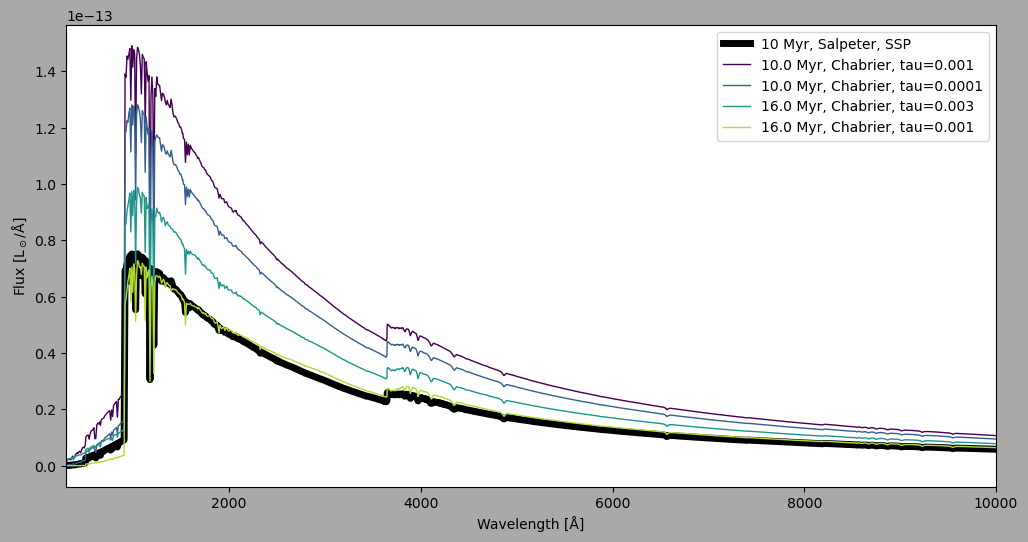 1e−13
10 Myr, Salpeter, SSP
10.0 Myr, Chabrier, tau=0.001
10.0 Myr, Chabrier, tau=0.0001
16.0 Myr, Chabrier, tau=0.003
16.0 Myr, Chabrier, tau=0.001
1.4
1.2
1.0
0.8
0.6
0.4
0.2
0.0
Flux [L☉/Å]
2000 4000 6000 8000 10000
Wavelength [Å]